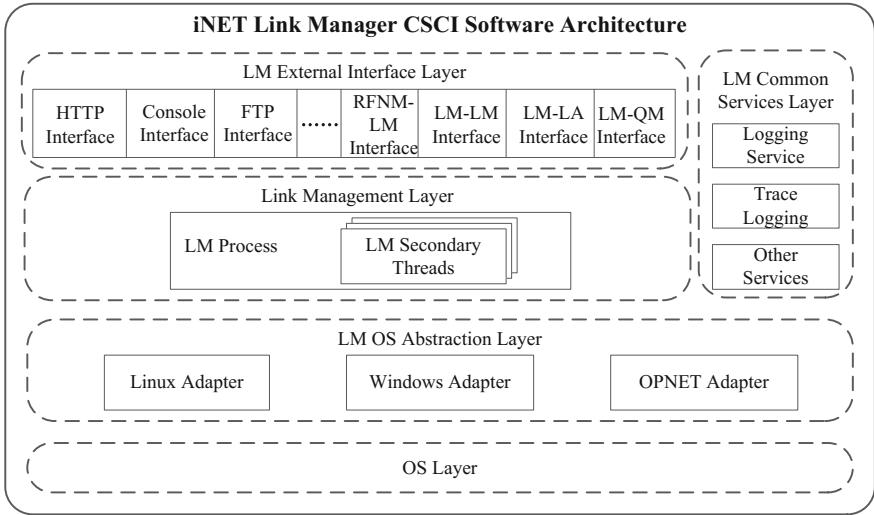 iNET Link Manager CSCI Software Architecture
LM External Interface Layer
HTTP
Interface
Console
Interface
FTP
Interface
......
RFNM-
LM
Interface
LM-LM
Interface
LM-LA
Interface
LM-QM
Interface
LM Common
Services Layer
Logging
Service
Trace
Logging
Other
Services
Link Management Layer
LM Process
LM Secondary
Threads
LM OS Abstraction Layer
Linux Adapter
Windows Adapter
OPNET Adapter
OS Layer